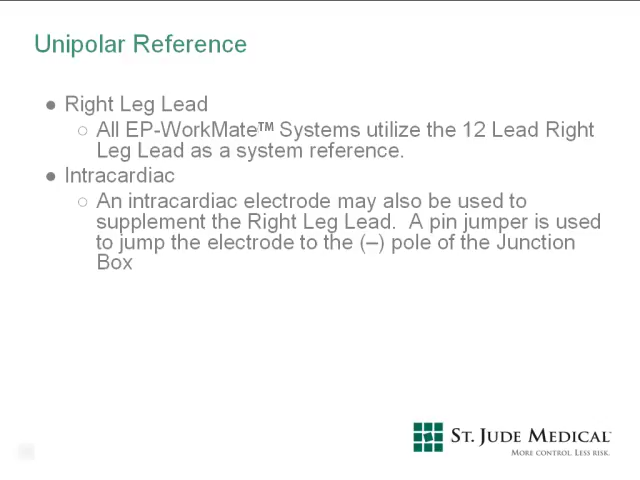 Unipolar Reference
● Right Leg Lead
○ All EP-WorkMate™ Systems utilize the 12 Lead Right
Leg Lead as a system reference.
● Intracardiac
○ An intracardiac electrode may also be used to
supplement the Right Leg Lead.  A pin jumper is used
to jump the electrode to the (–) pole of the Junction
Box
ST. JUDE MEDICAL™
MORE CONTROL. LESS RISK.